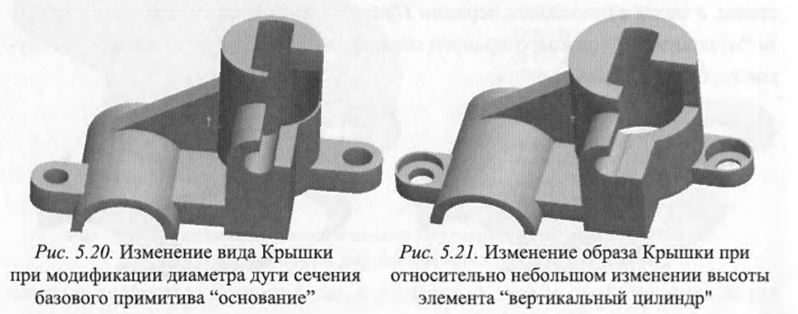 Рис. 5.20. Изменение вида Крышки
при модификации диаметра дуги сечения
базового примитива “основание”
Рис. 5.21. Изменение образа Крышки при
относительно небольшом изменении высоты
элемента “вертикальный цилиндр"